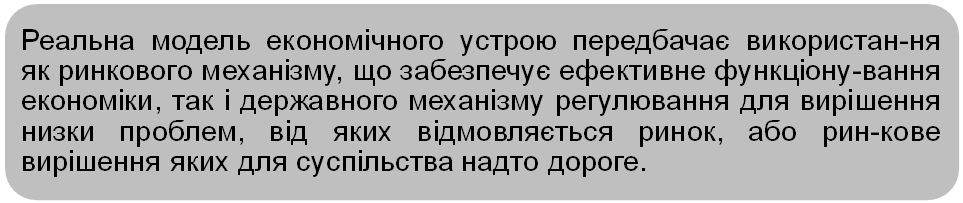 Реальна модель економічного устрою передбачає використан-ня
як ринкового механізму, що забезпечує ефективне функціону-вання
економіки, так і державного механізму регулювання для вирішення
низки проблем, від яких відмовляється ринок, або рин-кове
вирішення яких для суспільства надто дороге.